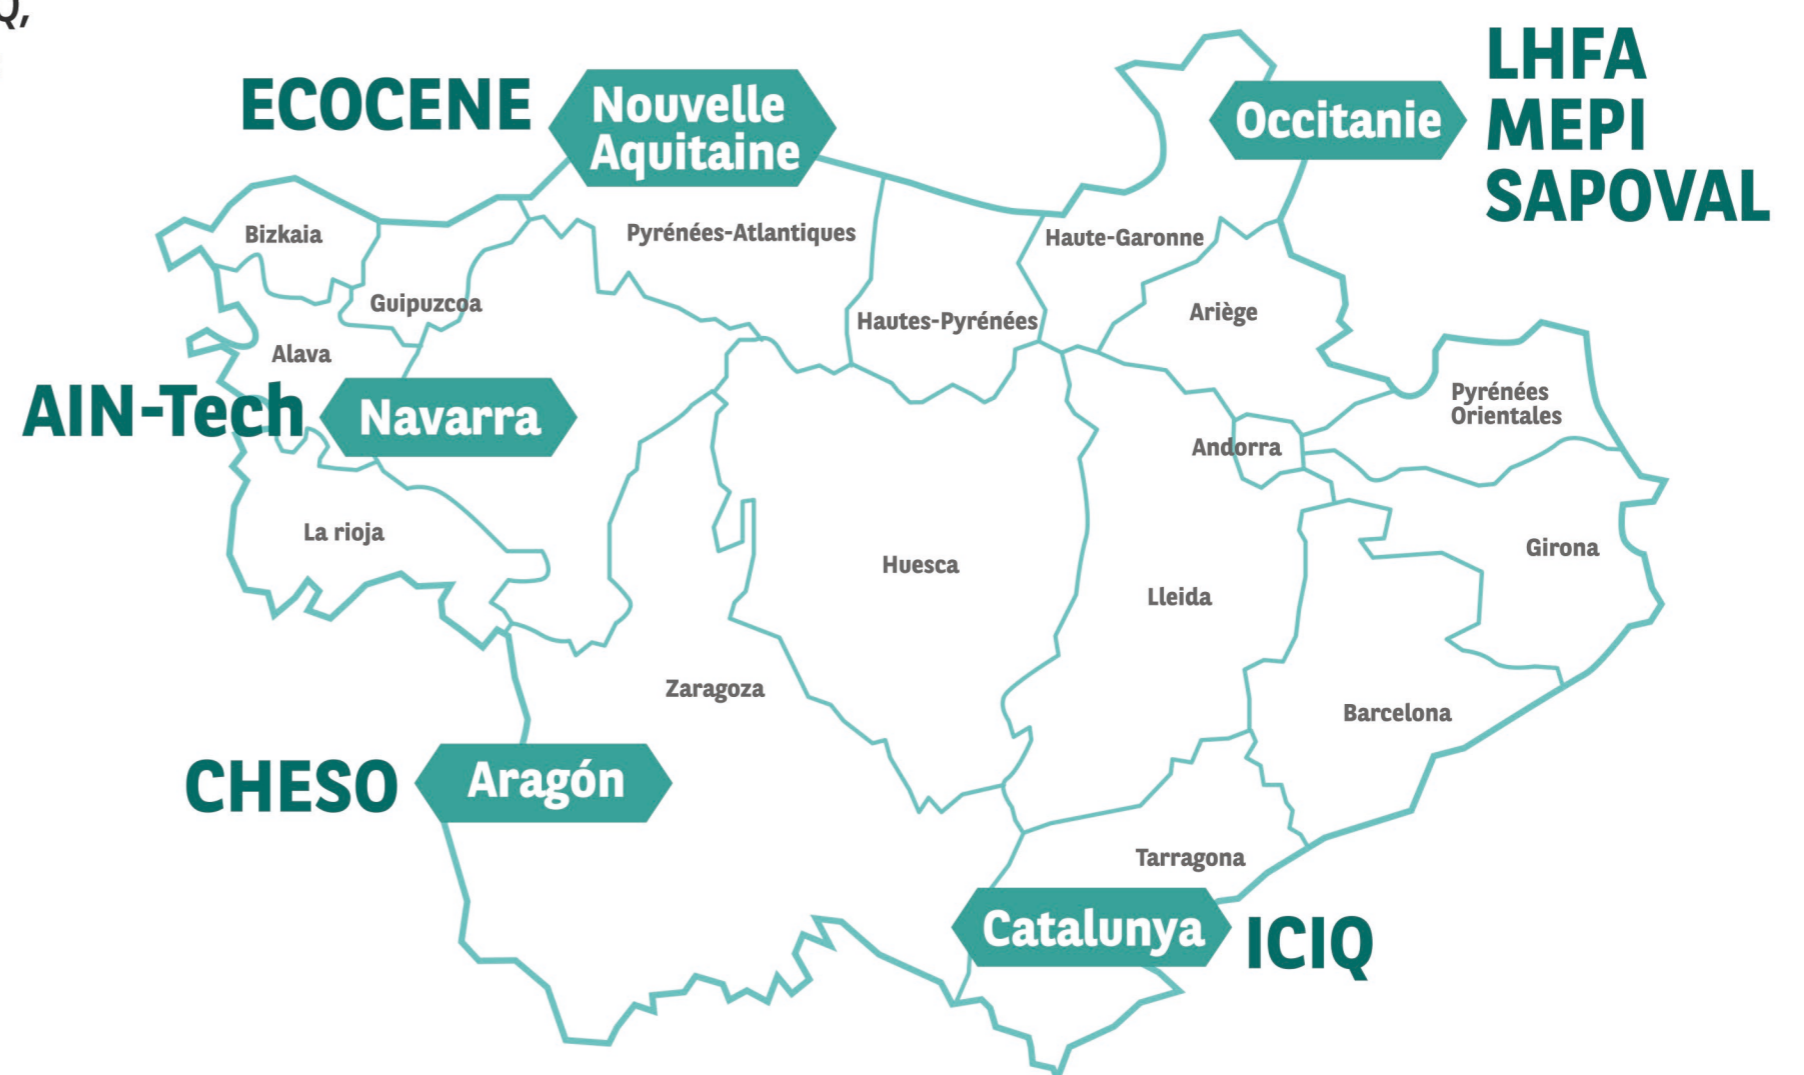 Q,
LHFA
MEPI
SAPOVAL
ECOCENE
Nouvelle
Aquitaine
Occitanie
Bizkaia
Pyrénées-Atlantiques
Haute-Garonne
Guipuzcoa
Hautes-Pyrénées
Ariège
Alava
AIN-Tech
Navarra
Pyrénées
Orientales
Andorra
La rioja
Huesca
Girona
Lleida
Zaragoza
Barcelona
CHESO
Aragón
Tarragona
Catalunya
ICIQ